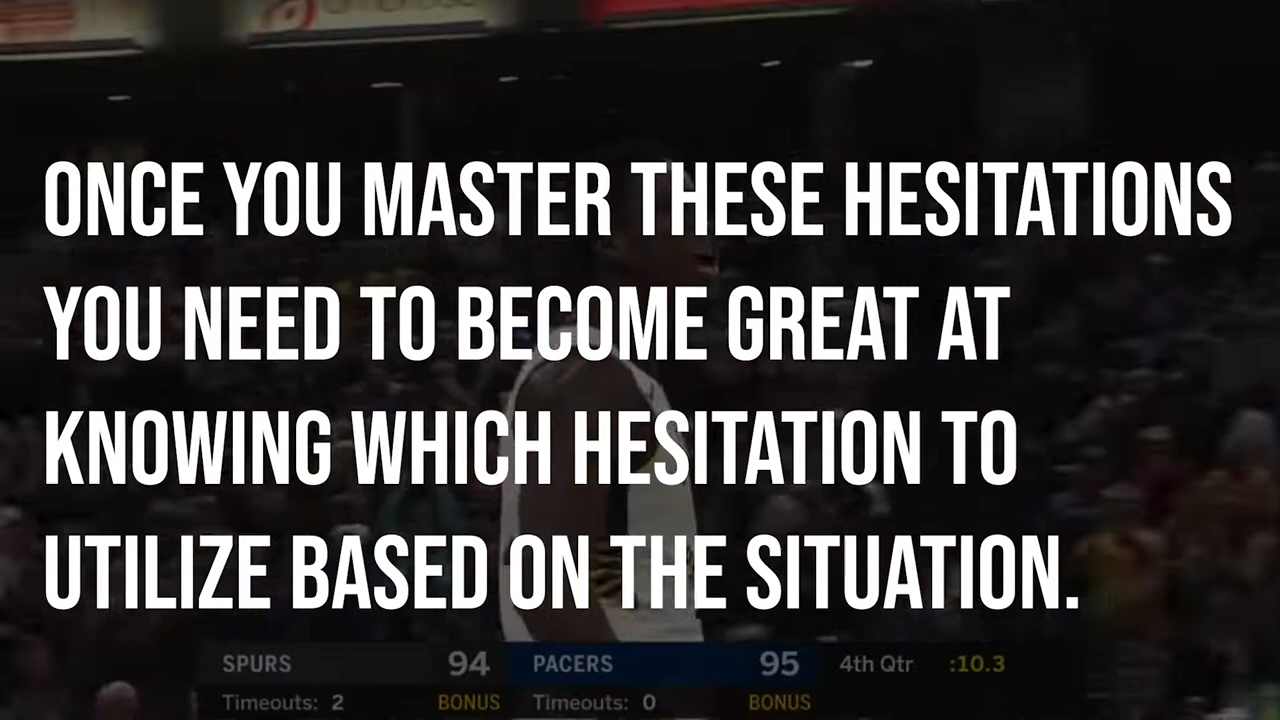 ONCE YOU MASTER THESE HESITATIONS
YOU NEED TO BECOME GREAT AT
KNOWING WHICH HESITATION TO
UTILIZE BASED ON THE SITUATION.
SPURS 94 PACERS 95 4th Qtr :10.3
Timeouts: 2 BONUS Timeouts: 0 BONUS